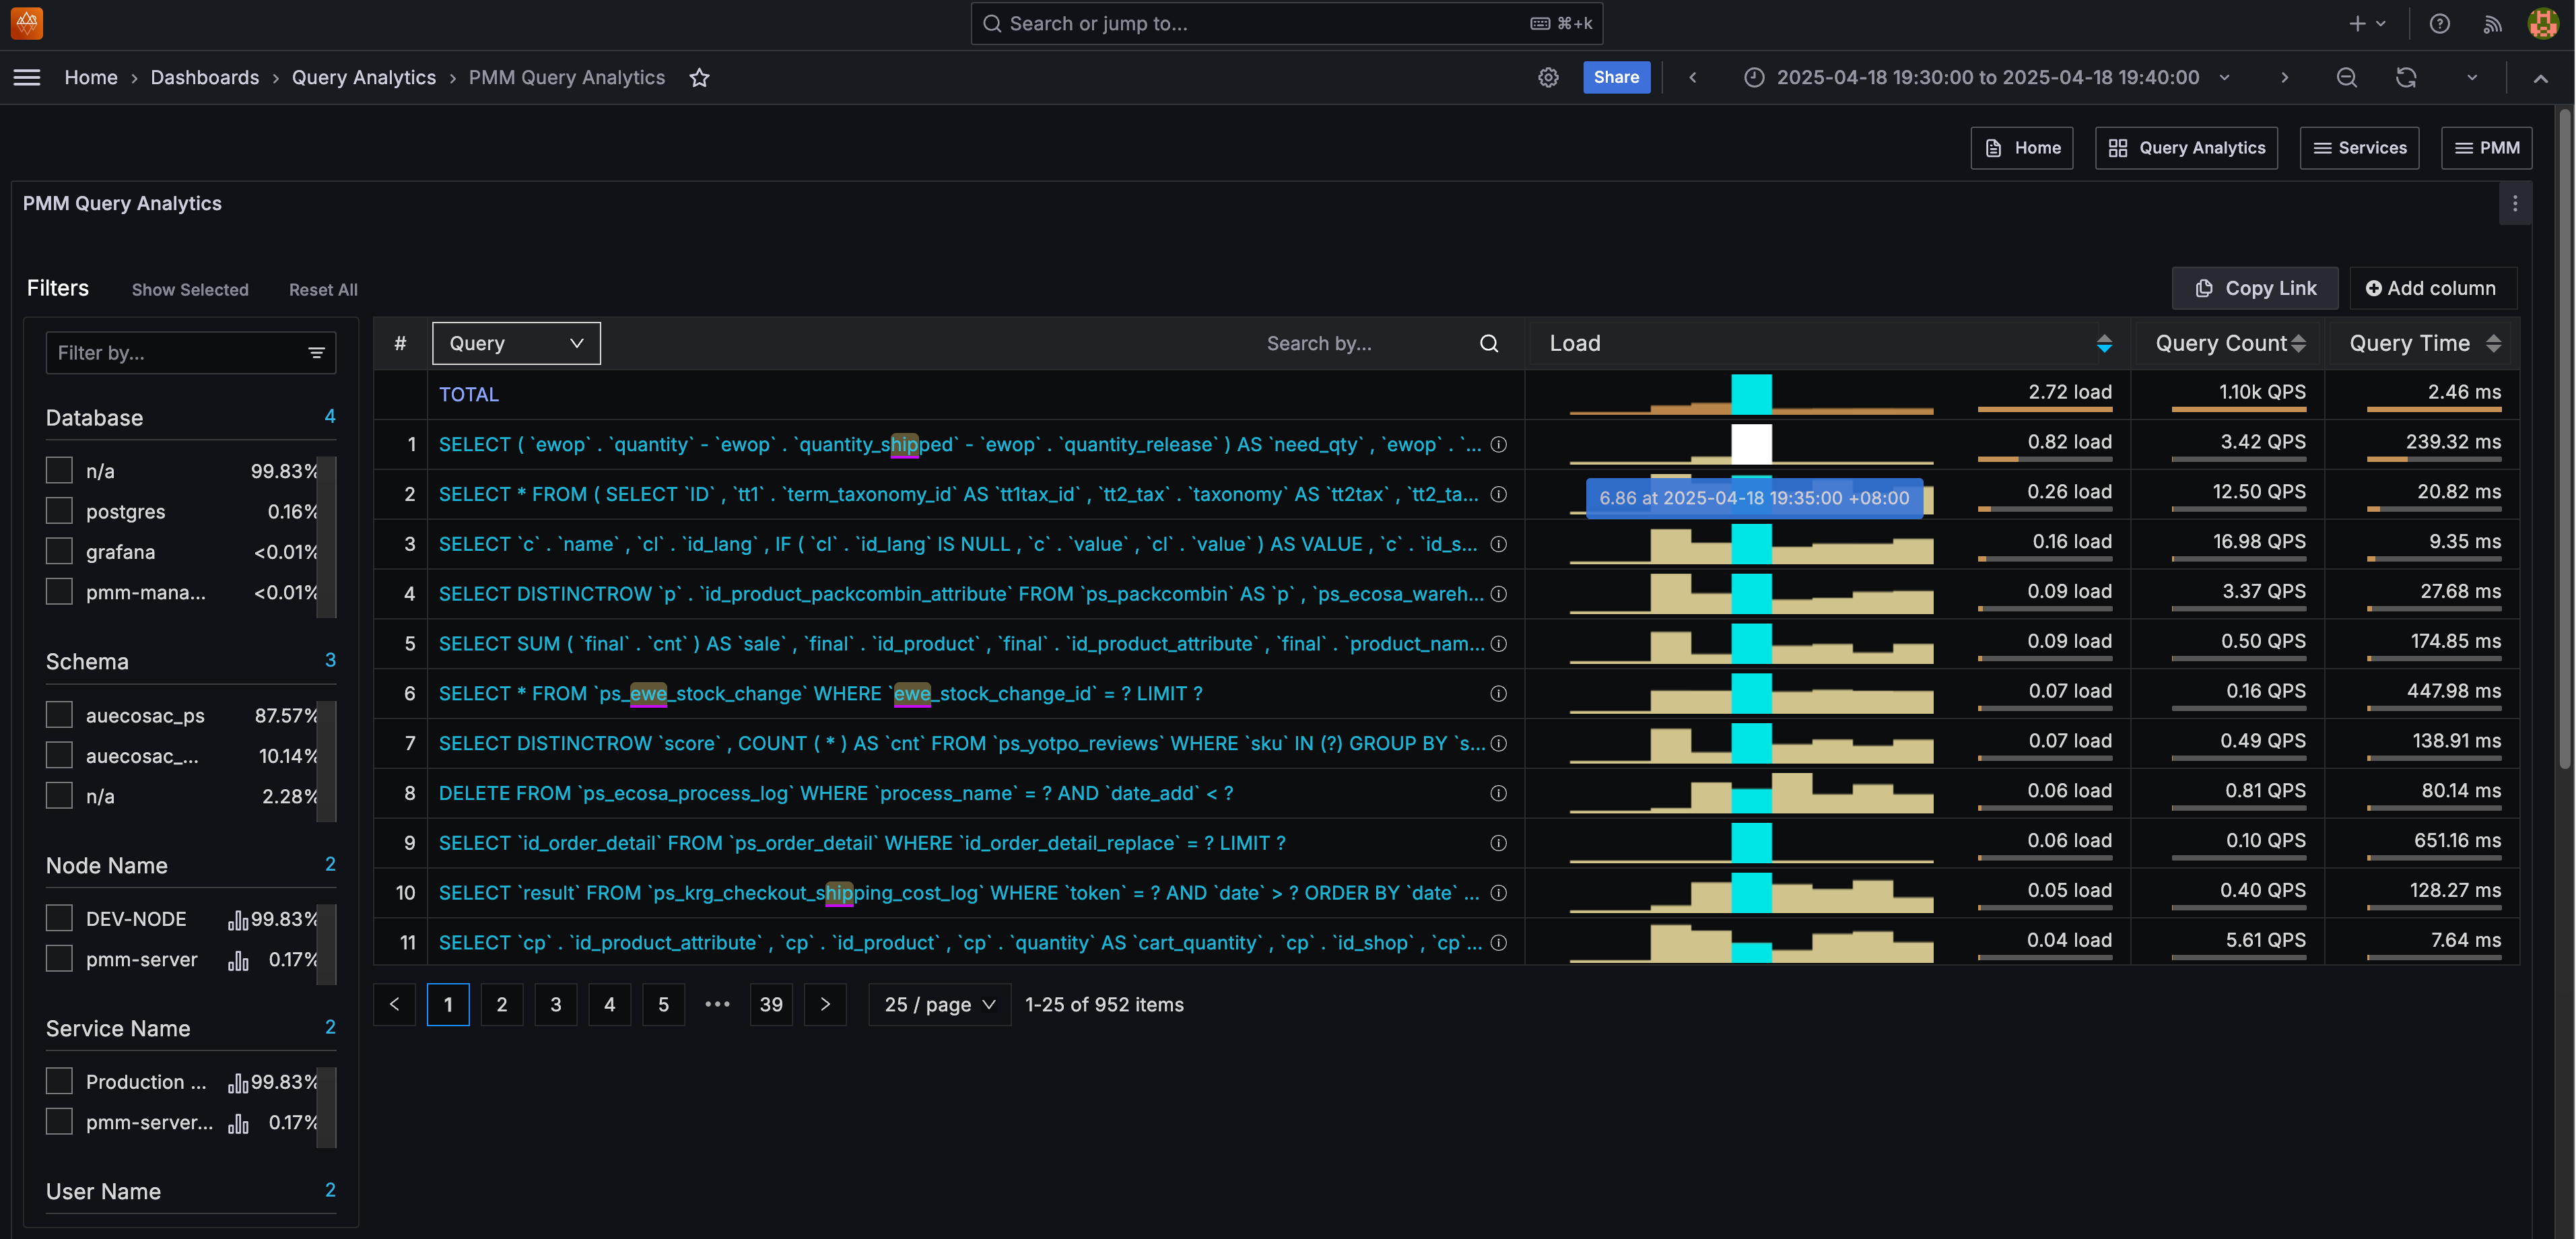 Search or jump to... ⌘+k
Home › Dashboards › Query Analytics › PMM Query Analytics
Share
2025-04-18 19:30:00 to 2025-04-18 19:40:00
Home
Query Analytics
Services
PMM
PMM Query Analytics
Filters Show Selected Reset All
Copy Link
Add column
Filter by...
Database 4
n/a 99.83%
postgres 0.16%
grafana <0.01%
pmm-mana... <0.01%
Schema 3
auecosac_ps 87.57%
auecosac_... 10.14%
n/a 2.28%
Node Name 2
DEV-NODE 99.83%
pmm-server 0.17%
Service Name 2
Production ... 99.83%
pmm-server... 0.17%
User Name 2
# Query Search by... Load Query Count Query Time
TOTAL 2.72 load 1.10k QPS 2.46 ms
1 SELECT ( `ewop` . `quantity` - `ewop` . `quantity_shipped` - `ewop` . `quantity_release` ) AS `need_qty` , `ewop` . `... 0.82 load 3.42 QPS 239.32 ms
2 SELECT * FROM ( SELECT `ID` , `tt1` . `term_taxonomy_id` AS `tt1tax_id` , `tt2_tax` . `taxonomy` AS `tt2tax` , `tt2_ta... 0.26 load 12.50 QPS 20.82 ms
6.86 at 2025-04-18 19:35:00 +08:00
3 SELECT `c` . `name` , `cl` . `id_lang` , IF ( `cl` . `id_lang` IS NULL , `c` . `value` , `cl` . `value` ) AS VALUE , `c` . `id_s... 0.16 load 16.98 QPS 9.35 ms
4 SELECT DISTINCTROW `p` . `id_product_packcombin_attribute` FROM `ps_packcombin` AS `p` , `ps_ecosa_wareh... 0.09 load 3.37 QPS 27.68 ms
5 SELECT SUM ( `final` . `cnt` ) AS `sale` , `final` . `id_product` , `final` . `id_product_attribute` , `final` . `product_nam... 0.09 load 0.50 QPS 174.85 ms
6 SELECT * FROM `ps_ewe_stock_change` WHERE `ewe_stock_change_id` = ? LIMIT ? 0.07 load 0.16 QPS 447.98 ms
7 SELECT DISTINCTROW `score` , COUNT ( * ) AS `cnt` FROM `ps_yotpo_reviews` WHERE `sku` IN (?) GROUP BY `s... 0.07 load 0.49 QPS 138.91 ms
8 DELETE FROM `ps_ecosa_process_log` WHERE `process_name` = ? AND `date_add` < ? 0.06 load 0.81 QPS 80.14 ms
9 SELECT `id_order_detail` FROM `ps_order_detail` WHERE `id_order_detail_replace` = ? LIMIT ? 0.06 load 0.10 QPS 651.16 ms
10 SELECT `result` FROM `ps_krg_checkout_shipping_cost_log` WHERE `token` = ? AND `date` > ? ORDER BY `date` ... 0.05 load 0.40 QPS 128.27 ms
11 SELECT `cp` . `id_product_attribute` , `cp` . `id_product` , `cp` . `quantity` AS `cart_quantity` , `cp` . `id_shop` , `cp`... 0.04 load 5.61 QPS 7.64 ms
< 1 2 3 4 5 ••• 39 > 25 / page 1-25 of 952 items